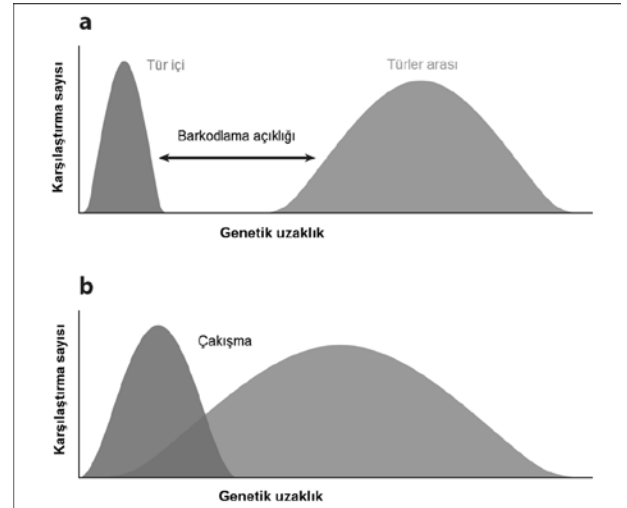 a
Karşılaştırma sayısı
Tür içi
Türler arası
Barkodlama açıklığı
Genetik uzaklık
b
Karşılaştırma sayısı
Çakışma
Genetik uzaklık